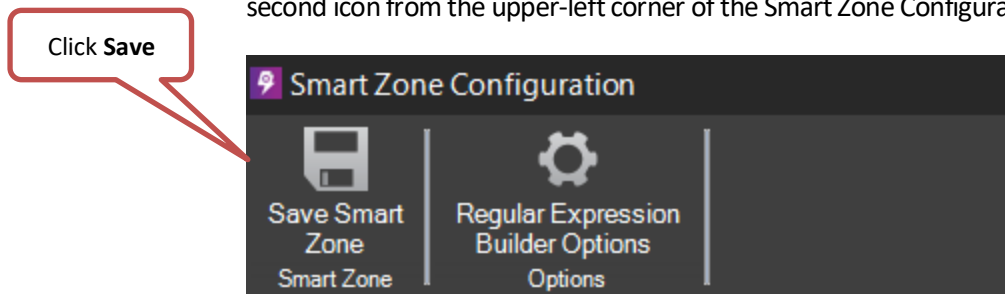 second icon from the upper-left corner of the Smart Zone Configura
Click Save
Smart Zone Configuration
Save Smart
Zone
Smart Zone
Regular Expression
Builder Options
Options